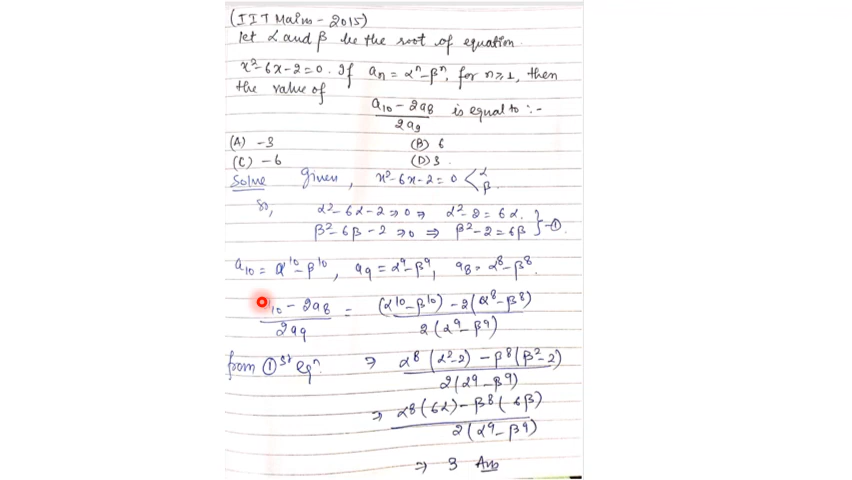 (IIT Mains - 2015)
let α and β be the root of equation.
x²-6x-2=0. If aₙ = αⁿ-βⁿ, for n≥1, then
the value of
a₁₀ - 2a₈ / 2a₉ is equal to :-
(A) -3 (B) 6
(C) -6 (D) 3.
Solve Given, x²-6x-2=0 < α β
So, α²-6α-2⇒0 ⇒ α²-2=6α.
β²-6β-2⇒0 ⇒ β²-2=6β } -①.
a₁₀ = α¹⁰-β¹⁰, a₉ = α⁹-β⁹, a₈ = α⁸-β⁸.
₁₀ - 2a₈ / 2a₉ = (α¹⁰-β¹⁰) - 2(α⁸-β⁸) / 2(α⁹-β⁹)
from ①st eqⁿ ⇒ α⁸(α²-2) - β⁸(β²-2) / 2(α⁹-β⁹)
⇒ α⁸(6α) - β⁸(6β) / 2(α⁹-β⁹)
⇒ 3 Ans